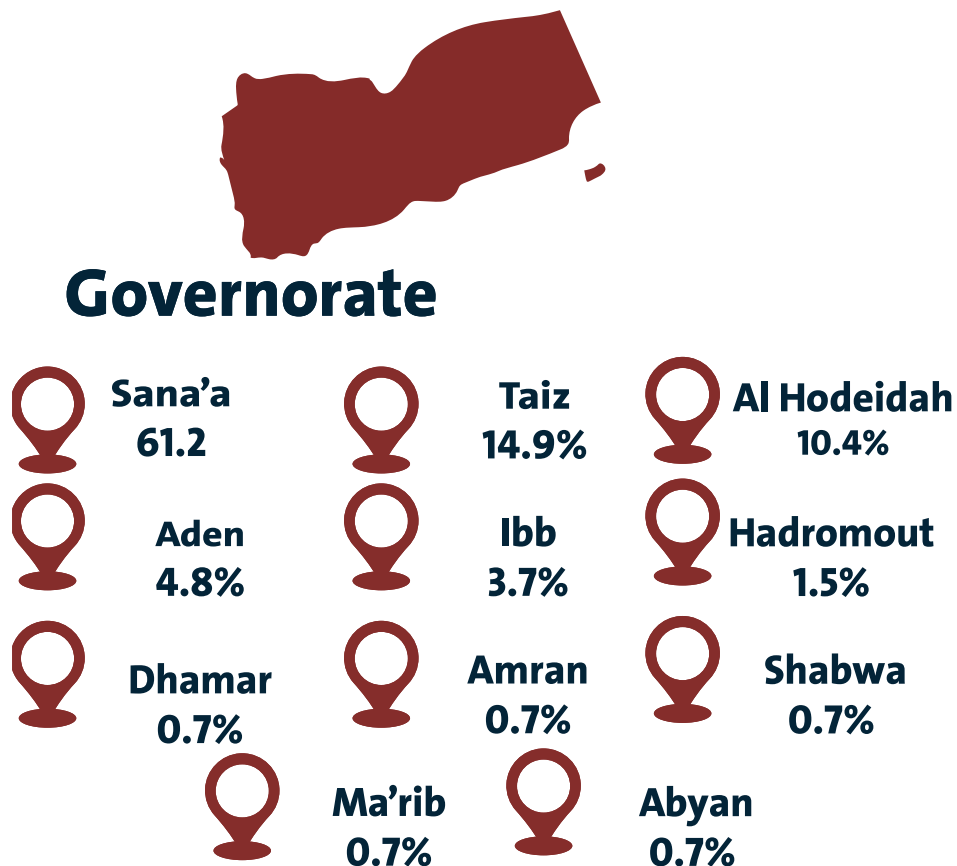 Governorate
Sana’a
61.2
Taiz
14.9%
Al Hodeidah
10.4%
Aden
4.8%
Ibb
3.7%
Hadromout
1.5%
Dhamar
0.7%
Amran
0.7%
Shabwa
0.7%
Ma’rib
0.7%
Abyan
0.7%